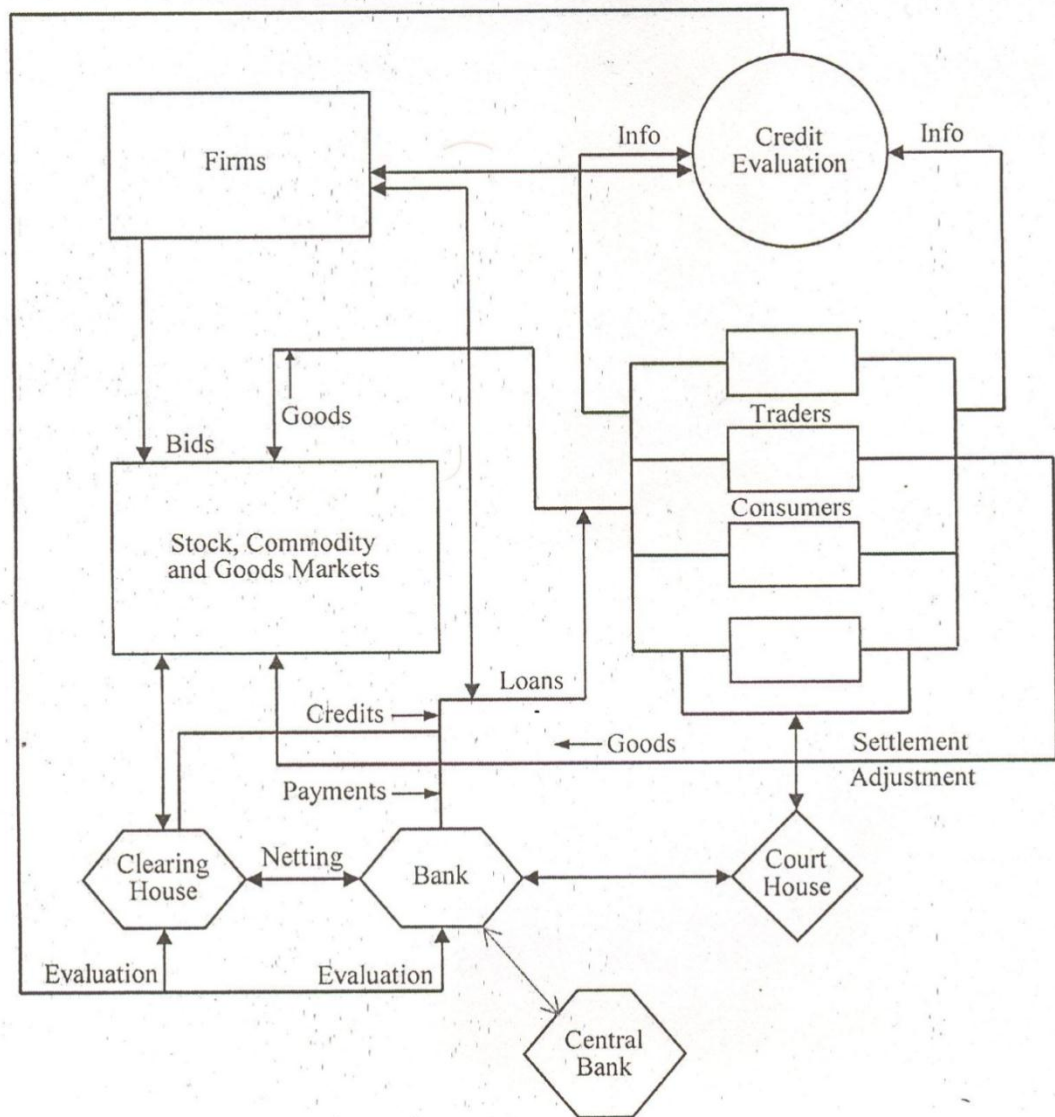 Info
Credit
Evaluation
Info
Firms
Goods
Traders
Bids
Consumers
Stock, Commodity
and Goods Markets
Loans
Credits
Goods
Settlement
Payments
Adjustment
Clearing
House
Netting
Bank
Court
House
Evaluation
Evaluation
Central
Bank